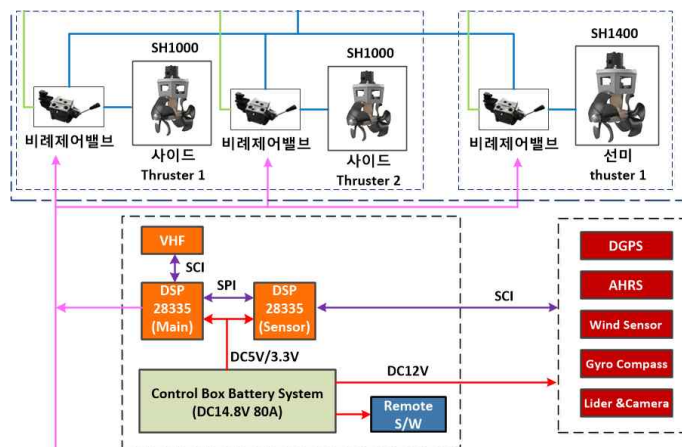 SH1000
SH1000
SH1400
비례제어밸브
사이드
Thruster 1
비례제어밸브
사이드
Thruster 2
비례제어밸브
선미
thuster 1
VHF
SCI
DSP
28335
(Main)
SPI
DSP
28335
(Sensor)
SCI
DC5V/3.3V
Control Box Battery System
(DC14.8V 80A)
DC12V
Remote
S/W
DGPS
AHRS
Wind Sensor
Gyro Compass
Lider &Camera